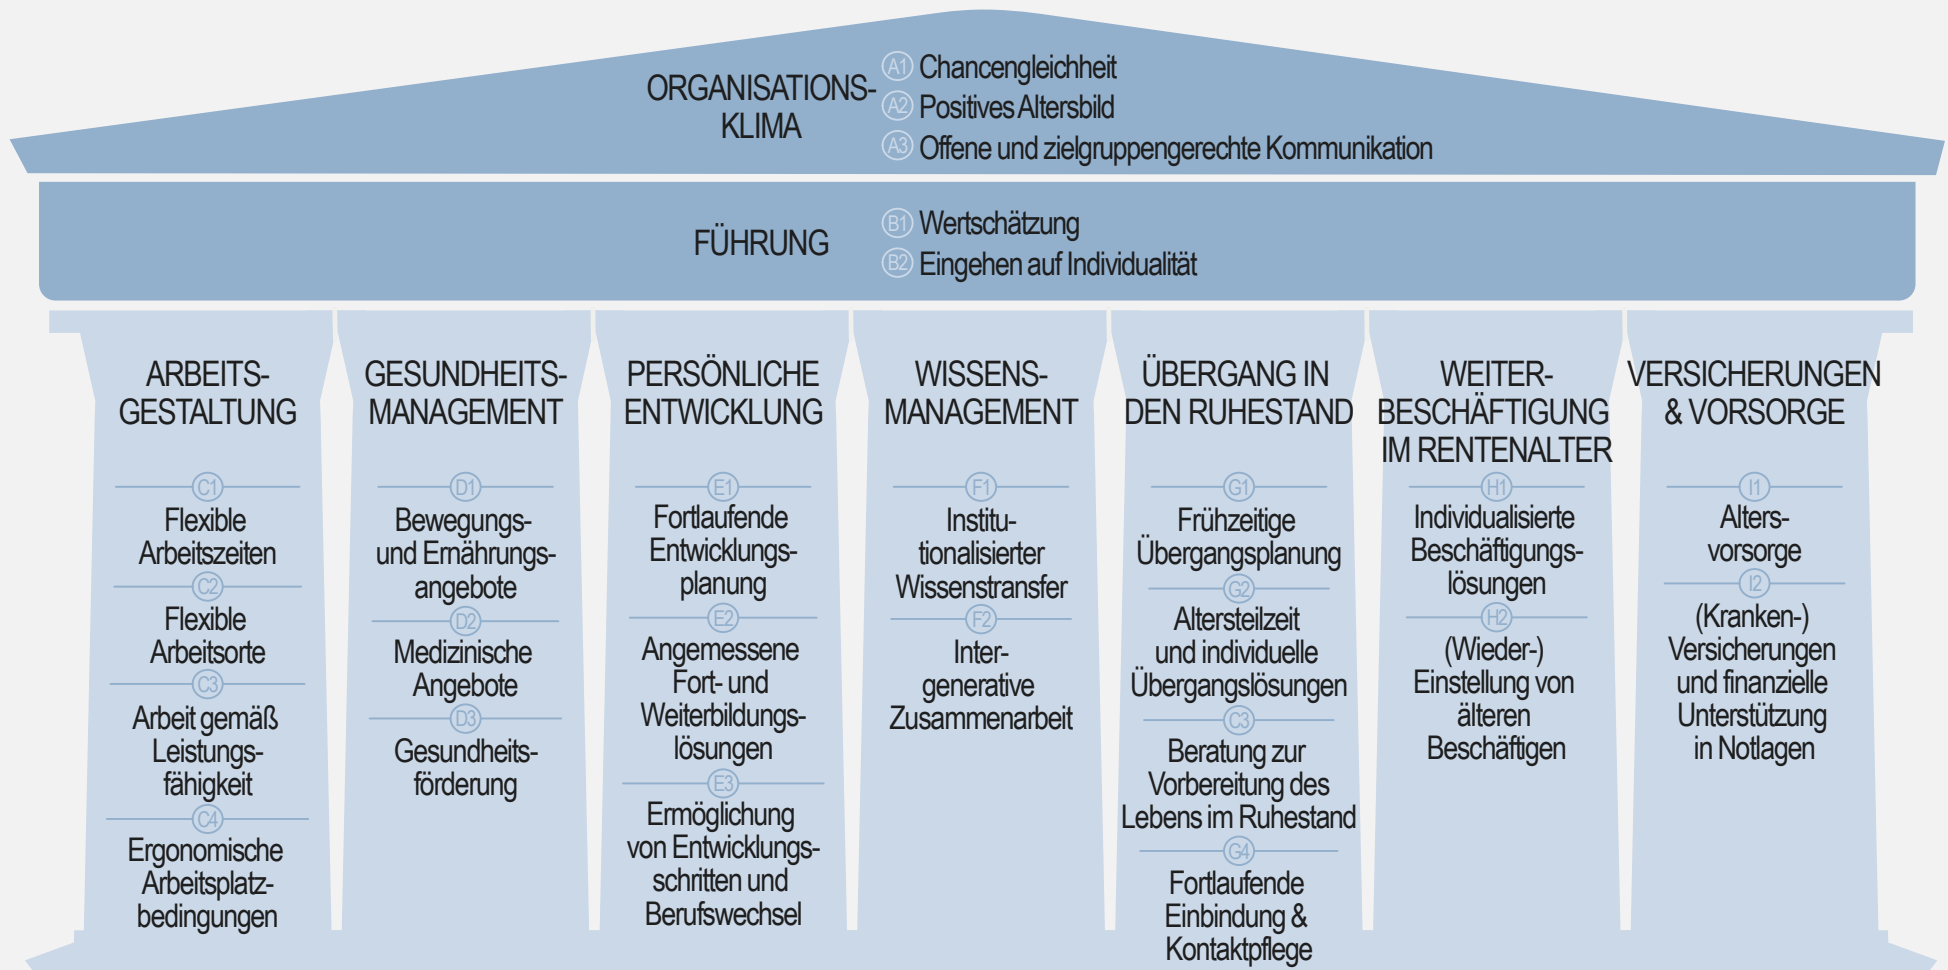 ORGANISATIONS-
KLIMA
A1 Chancengleichheit
A2 Positives Altersbild
A3 Offene und zielgruppengerechte Kommunikation
FÜHRUNG
B1 Wertschätzung
B2 Eingehen auf Individualität
ARBEITS-
GESTALTUNG
C1
Flexible
Arbeitszeiten
C2
Flexible
Arbeitsorte
C3
Arbeit gemäß
Leistungs-
fähigkeit
C4
Ergonomische
Arbeitsplatz-
bedingungen
GESUNDHEITS-
MANAGEMENT
D1
Bewegungs-
und Ernährungs-
angebote
D2
Medizinische
Angebote
D3
Gesundheits-
förderung
PERSÖNLICHE
ENTWICKLUNG
E1
Fortlaufende
Entwicklungs-
planung
E2
Angemessene
Fort- und
Weiterbildungs-
lösungen
E3
Ermöglichung
von Entwicklungs-
schritten und
Berufswechsel
WISSENS-
MANAGEMENT
F1
Institu-
tionalisierter
Wissenstransfer
F2
Inter-
generative
Zusammenarbeit
ÜBERGANG IN
DEN RUHESTAND
G1
Frühzeitige
Übergangsplanung
G2
Altersteilzeit
und individuelle
Übergangslösungen
C3
Beratung zur
Vorbereitung des
Lebens im Ruhestand
G4
Fortlaufende
Einbindung &
Kontaktpflege
WEITER-
BESCHÄFTIGUNG
IM RENTENALTER
H1
Individualisierte
Beschäftigungs-
lösungen
H2
(Wieder-)
Einstellung von
älteren
Beschäftigen
VERSICHERUNGEN
& VORSORGE
I1
Alters-
vorsorge
I2
(Kranken-)
Versicherungen
und finanzielle
Unterstützung
in Notlagen